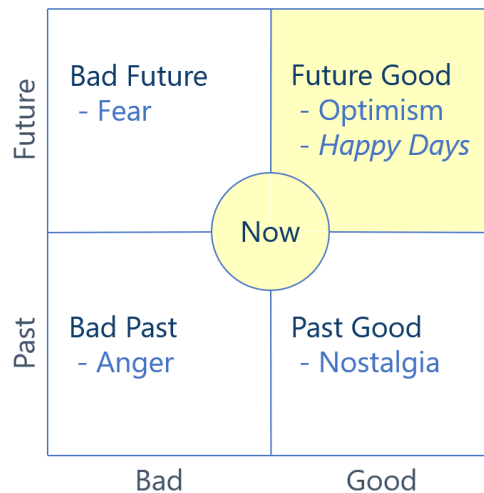 Future
Bad Future
- Fear
Future Good
- Optimism
- Happy Days
Now
Past
Bad Past
- Anger
Past Good
- Nostalgia
Bad
Good